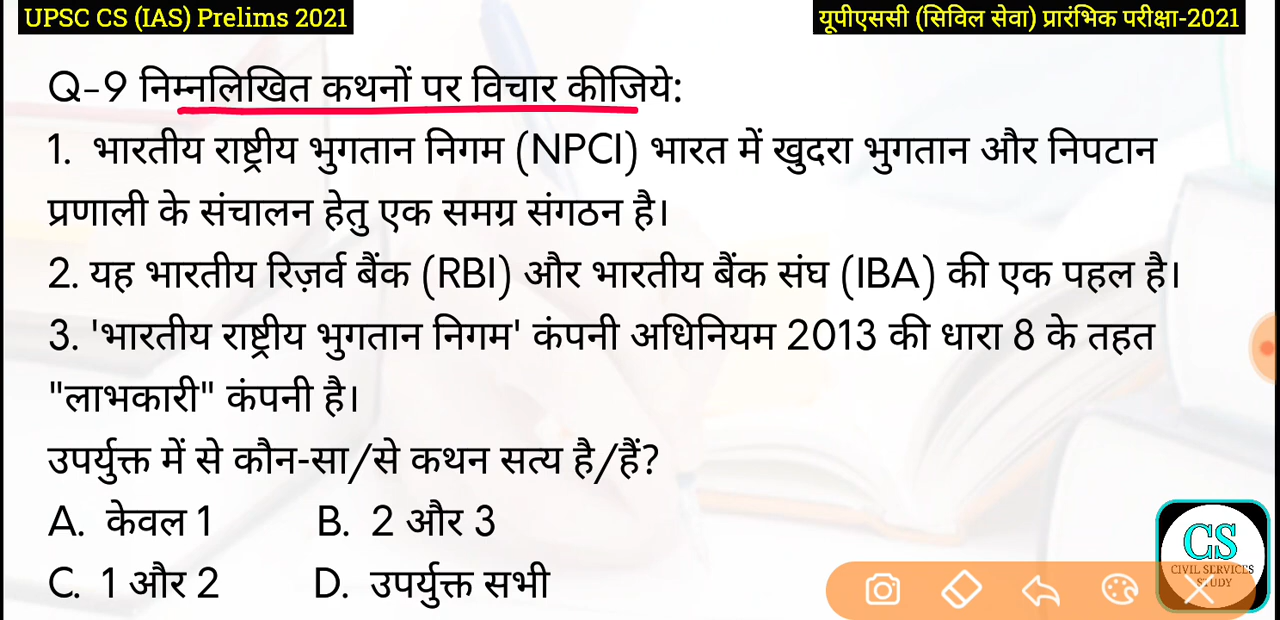 UPSC CS (IAS) Prelims 2021
यूपीएससी (सिविल सेवा) प्रारंभिक परीक्षा-2021
Q-9 निम्नलिखित कथनों पर विचार कीजिये:
1. भारतीय राष्ट्रीय भुगतान निगम (NPCI) भारत में खुदरा भुगतान और निपटान
प्रणाली के संचालन हेतु एक समग्र संगठन है।
2. यह भारतीय रिज़र्व बैंक (RBI) और भारतीय बैंक संघ (IBA) की एक पहल है।
3. 'भारतीय राष्ट्रीय भुगतान निगम' कंपनी अधिनियम 2013 की धारा 8 के तहत
"लाभकारी" कंपनी है।
उपर्युक्त में से कौन-सा/से कथन सत्य है/हैं?
A. केवल 1 B. 2 और 3
C. 1 और 2 D. उपर्युक्त सभी
CS
CIVIL SERVICES
STUDY